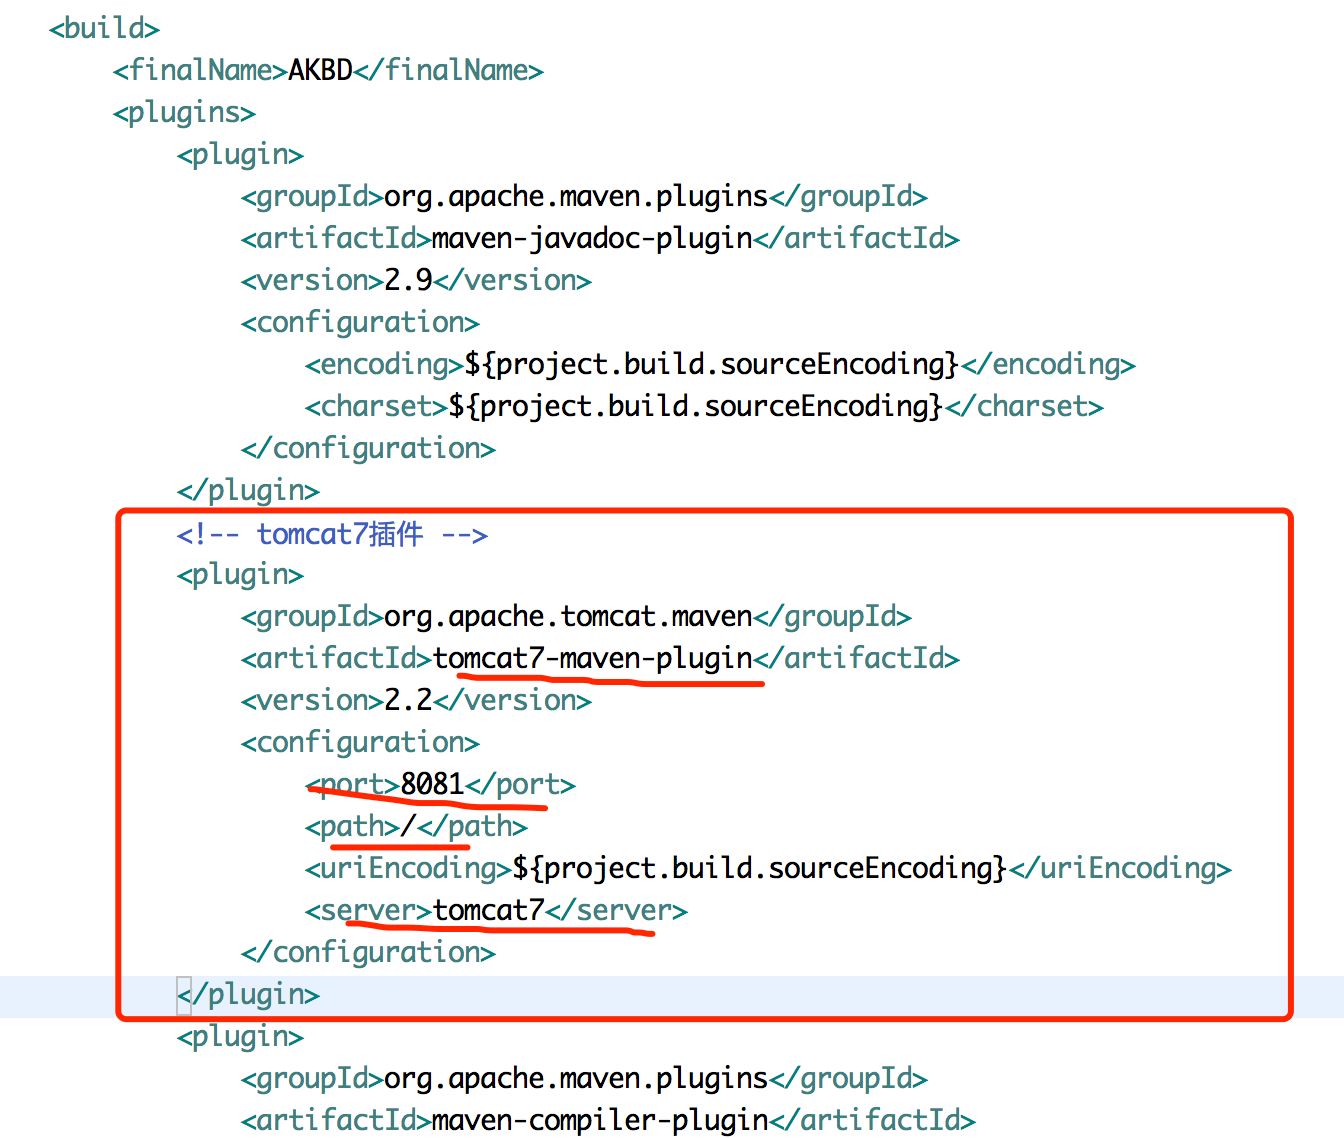 <build>
<finalName>AKBD</finalName>
<plugins>
<plugin>
<groupId>org.apache.maven.plugins</groupId>
<artifactId>maven-javadoc-plugin</artifactId>
<version>2.9</version>
<configuration>
<encoding>${project.build.sourceEncoding}</encoding>
<charset>${project.build.sourceEncoding}</charset>
</configuration>
</plugin>
<!-- tomcat7插件 -->
<plugin>
<groupId>org.apache.tomcat.maven</groupId>
<artifactId>tomcat7-maven-plugin</artifactId>
<version>2.2</version>
<configuration>
<port>8081</port>
<path>/</path>
<uriEncoding>${project.build.sourceEncoding}</uriEncoding>
<server>tomcat7</server>
</configuration>
</plugin>
<plugin>
<groupId>org.apache.maven.plugins</groupId>
<artifactId>maven-compiler-plugin</artifactId>